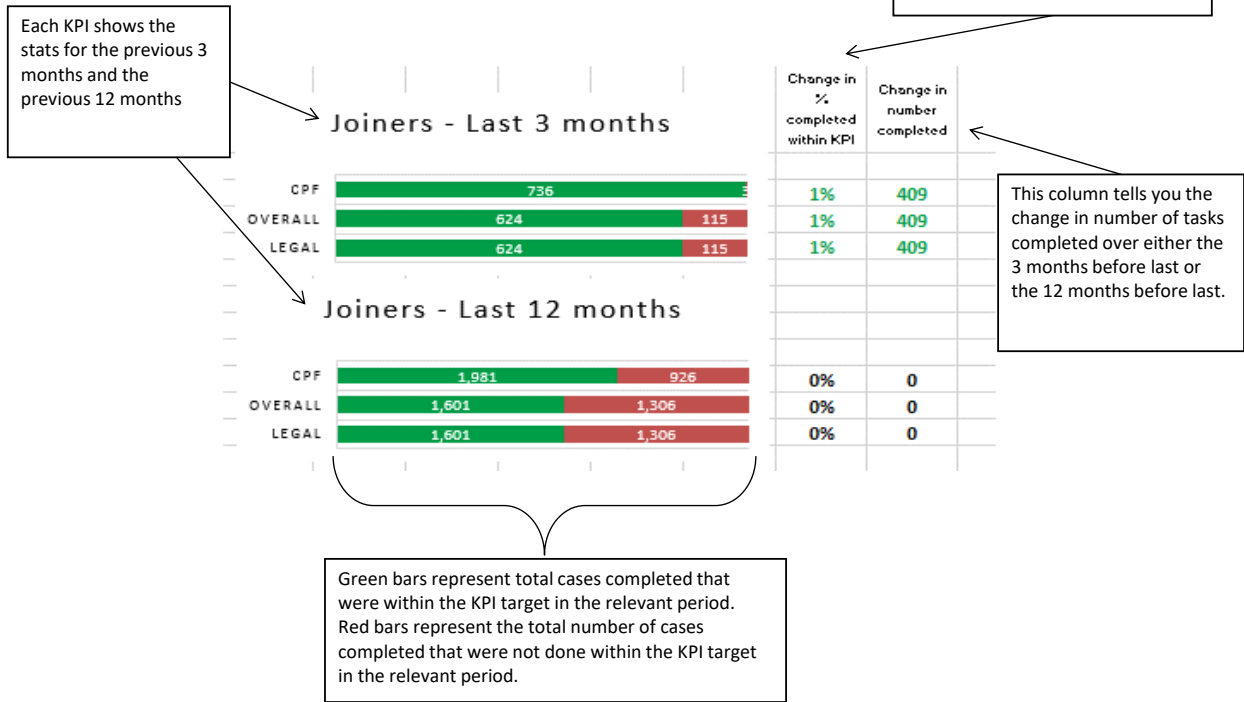 Each KPI shows the
stats for the previous 3
months and the
previous 12 months
Change in
%
completed
within KPI
Change in
number
completed
Joiners - Last 3 months
CPF 736 3 1% 409
OVERALL 624 115 1% 409
LEGAL 624 115 1% 409
This column tells you the
change in number of tasks
completed over either the
3 months before last or
the 12 months before last.
Joiners - Last 12 months
CPF 1,981 926 0% 0
OVERALL 1,601 1,306 0% 0
LEGAL 1,601 1,306 0% 0
Green bars represent total cases completed that
were within the KPI target in the relevant period.
Red bars represent the total number of cases
completed that were not done within the KPI target
in the relevant period.